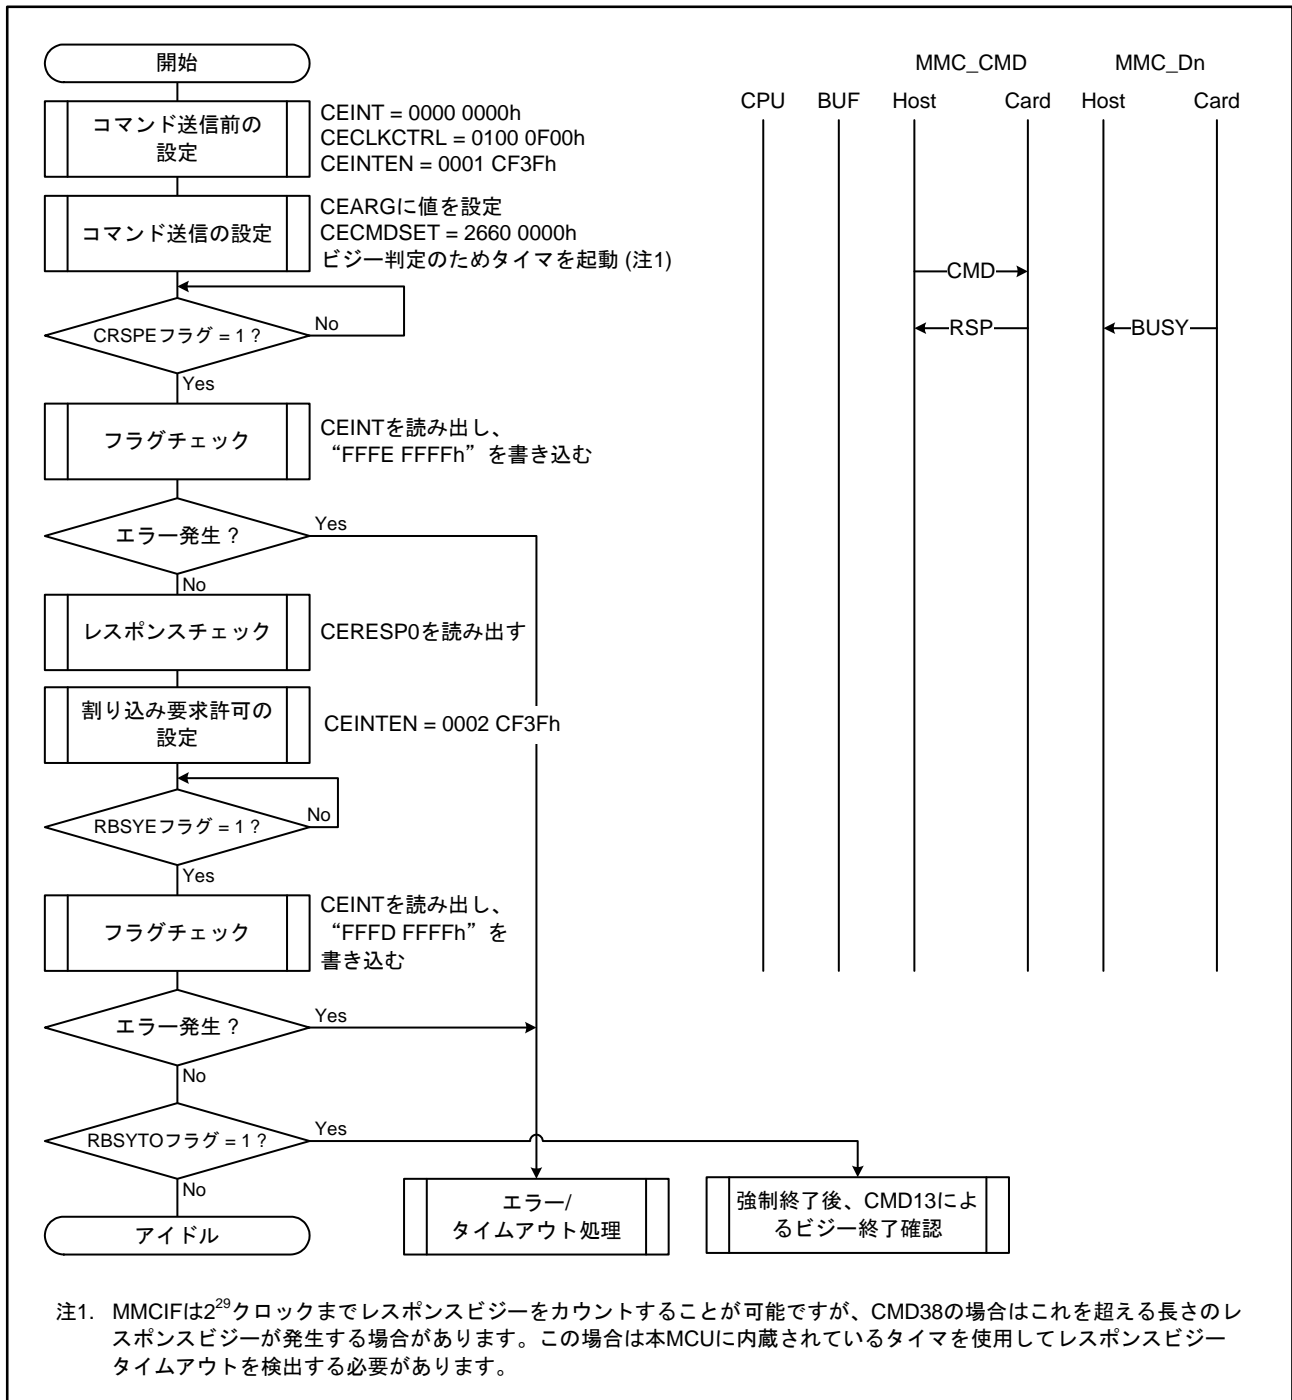 開始
コマンド送信前の
設定
CEINT = 0000 0000h
CECLKCTRL = 0100 0F00h
CEINTEN = 0001 CF3Fh
コマンド送信の設定
CEARGに値を設定
CECMDSET = 2660 0000h
ビジー判定のためタイマを起動 (注1)
CRSPEフラグ = 1 ?
No
Yes
フラグチェック
CEINTを読み出し、
“FFFE FFFFh” を書き込む
エラー発生 ?
Yes
No
レスポンスチェック
CERESP0を読み出す
割り込み要求許可の
設定
CEINTEN = 0002 CF3Fh
RBSYEフラグ = 1 ?
No
Yes
フラグチェック
CEINTを読み出し、
“FFFD FFFFh” を
書き込む
エラー発生 ?
Yes
No
RBSYTOフラグ = 1 ?
Yes
No
アイドル
エラー/
タイムアウト処理
強制終了後、CMD13によ
るビジー終了確認
MMC_CMD
MMC_Dn
CPU
BUF
Host
Card
Host
Card
CMD
RSP
BUSY
注1. MMCIFは2²⁹クロックまでレスポンスビジーをカウントすることが可能ですが、CMD38の場合はこれを超える長さのレ
スポンスビジーが発生する場合があります。この場合は本MCUに内蔵されているタイマを使用してレスポンスビジー
タイムアウトを検出する必要があります。